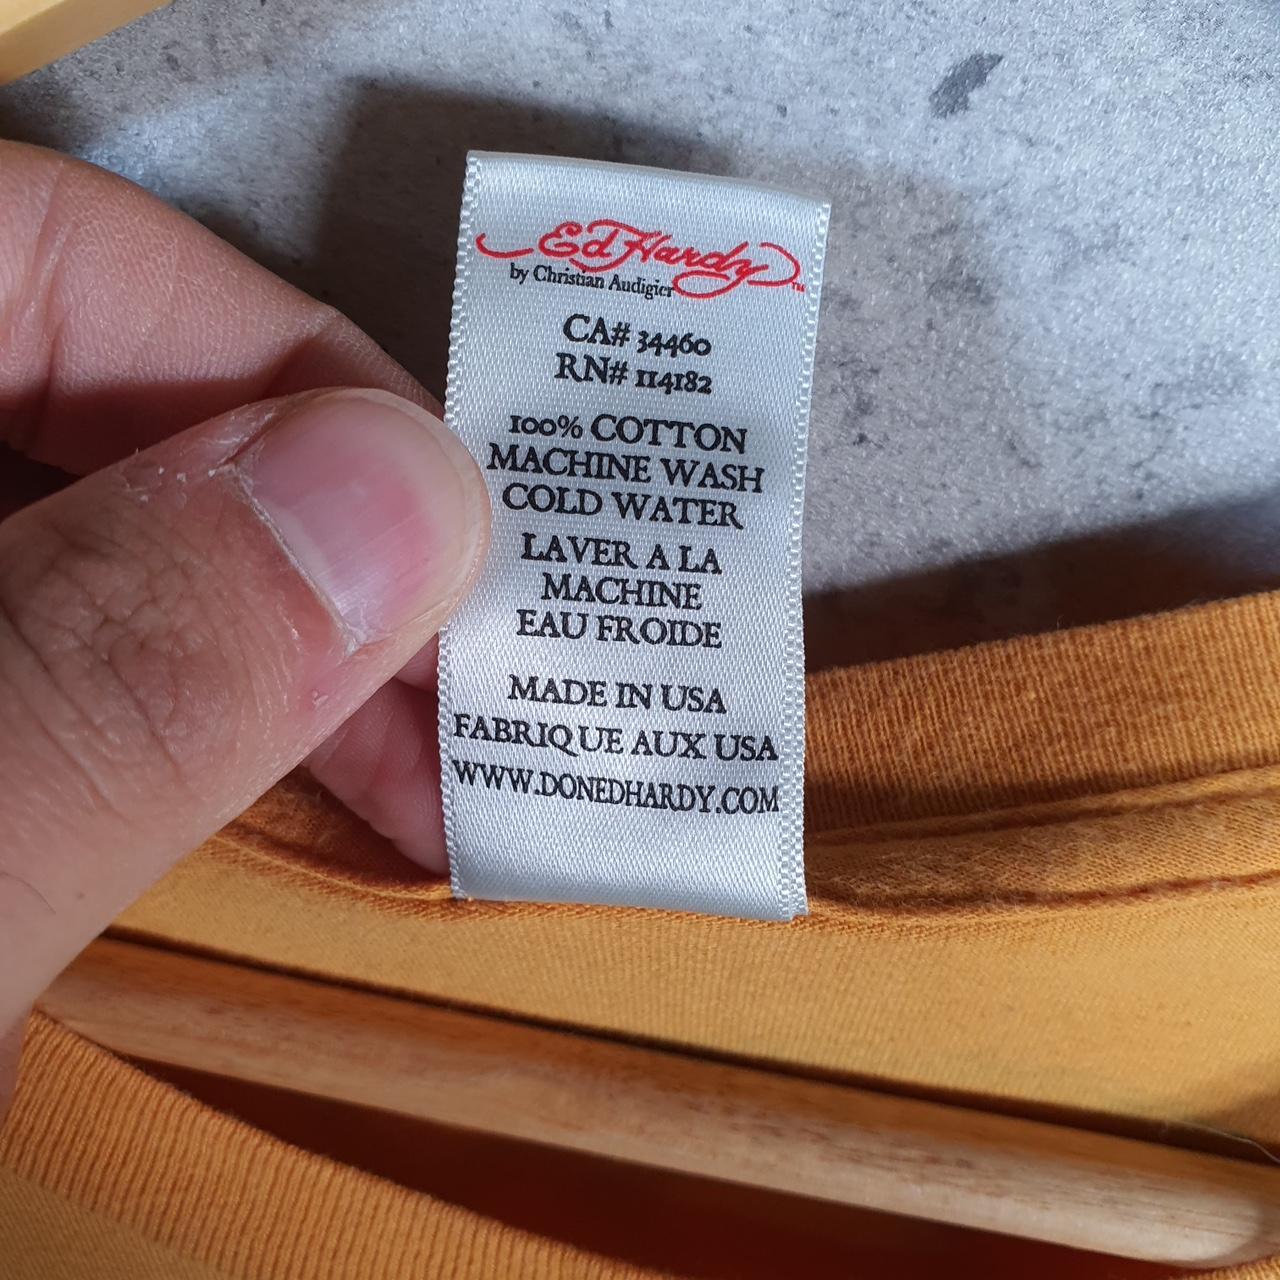 Ed Hardy ™
by Christian Audigier
CA# 34460
RN# 114182
100% COTTON
MACHINE WASH
COLD WATER
LAVER A LA
MACHINE
EAU FROIDE
MADE IN USA
FABRIQUE AUX USA
WWW.DONEDHARDY.COM